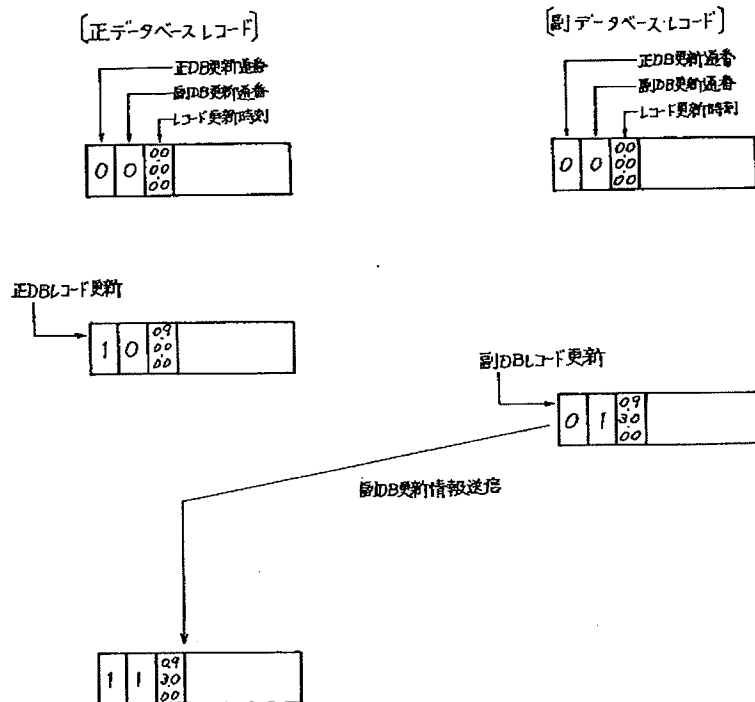 [正データベースレコード]
正DB更新通番
副DB更新通番
レコード更新時刻
0 0 00 00 00
[副データベース・レコード]
正DB更新通番
副DB更新通番
レコード更新時刻
0 0 00 00 00
正DBレコード更新
1 0 09 00 00
副DBレコード更新
0 1 09 30 00
副DB更新情報送信
1 1 09 30 00